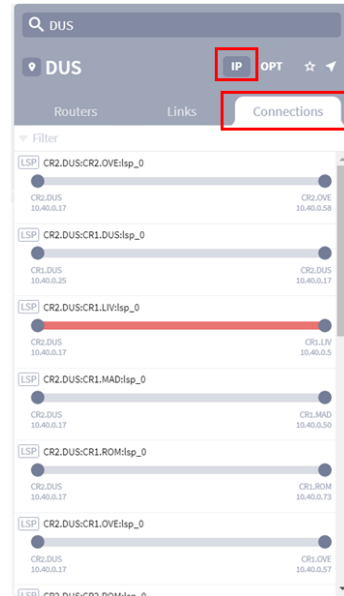 DUS
DUS IP OPT
Routers Links Connections
Filter
LSP CR2.DUS:CR2.OVE:lsp_0
CR2.DUS CR2.OVE
10.40.0.17 10.40.0.58
LSP CR2.DUS:CR1.DUS:lsp_0
CR1.DUS CR2.DUS
10.40.0.25 10.40.0.17
LSP CR2.DUS:CR1.LIV:lsp_0
CR2.DUS CR1.LIV
10.40.0.17 10.40.0.5
LSP CR2.DUS:CR1.MAD:lsp_0
CR2.DUS CR1.MAD
10.40.0.17 10.40.0.50
LSP CR2.DUS:CR1.ROM:lsp_0
CR2.DUS CR1.ROM
10.40.0.17 10.40.0.73
LSP CR2.DUS:CR1.OVE:lsp_0
CR2.DUS CR1.OVE
10.40.0.17 10.40.0.57
LSP CR2.DUS:CR2.ROM:lsp_0